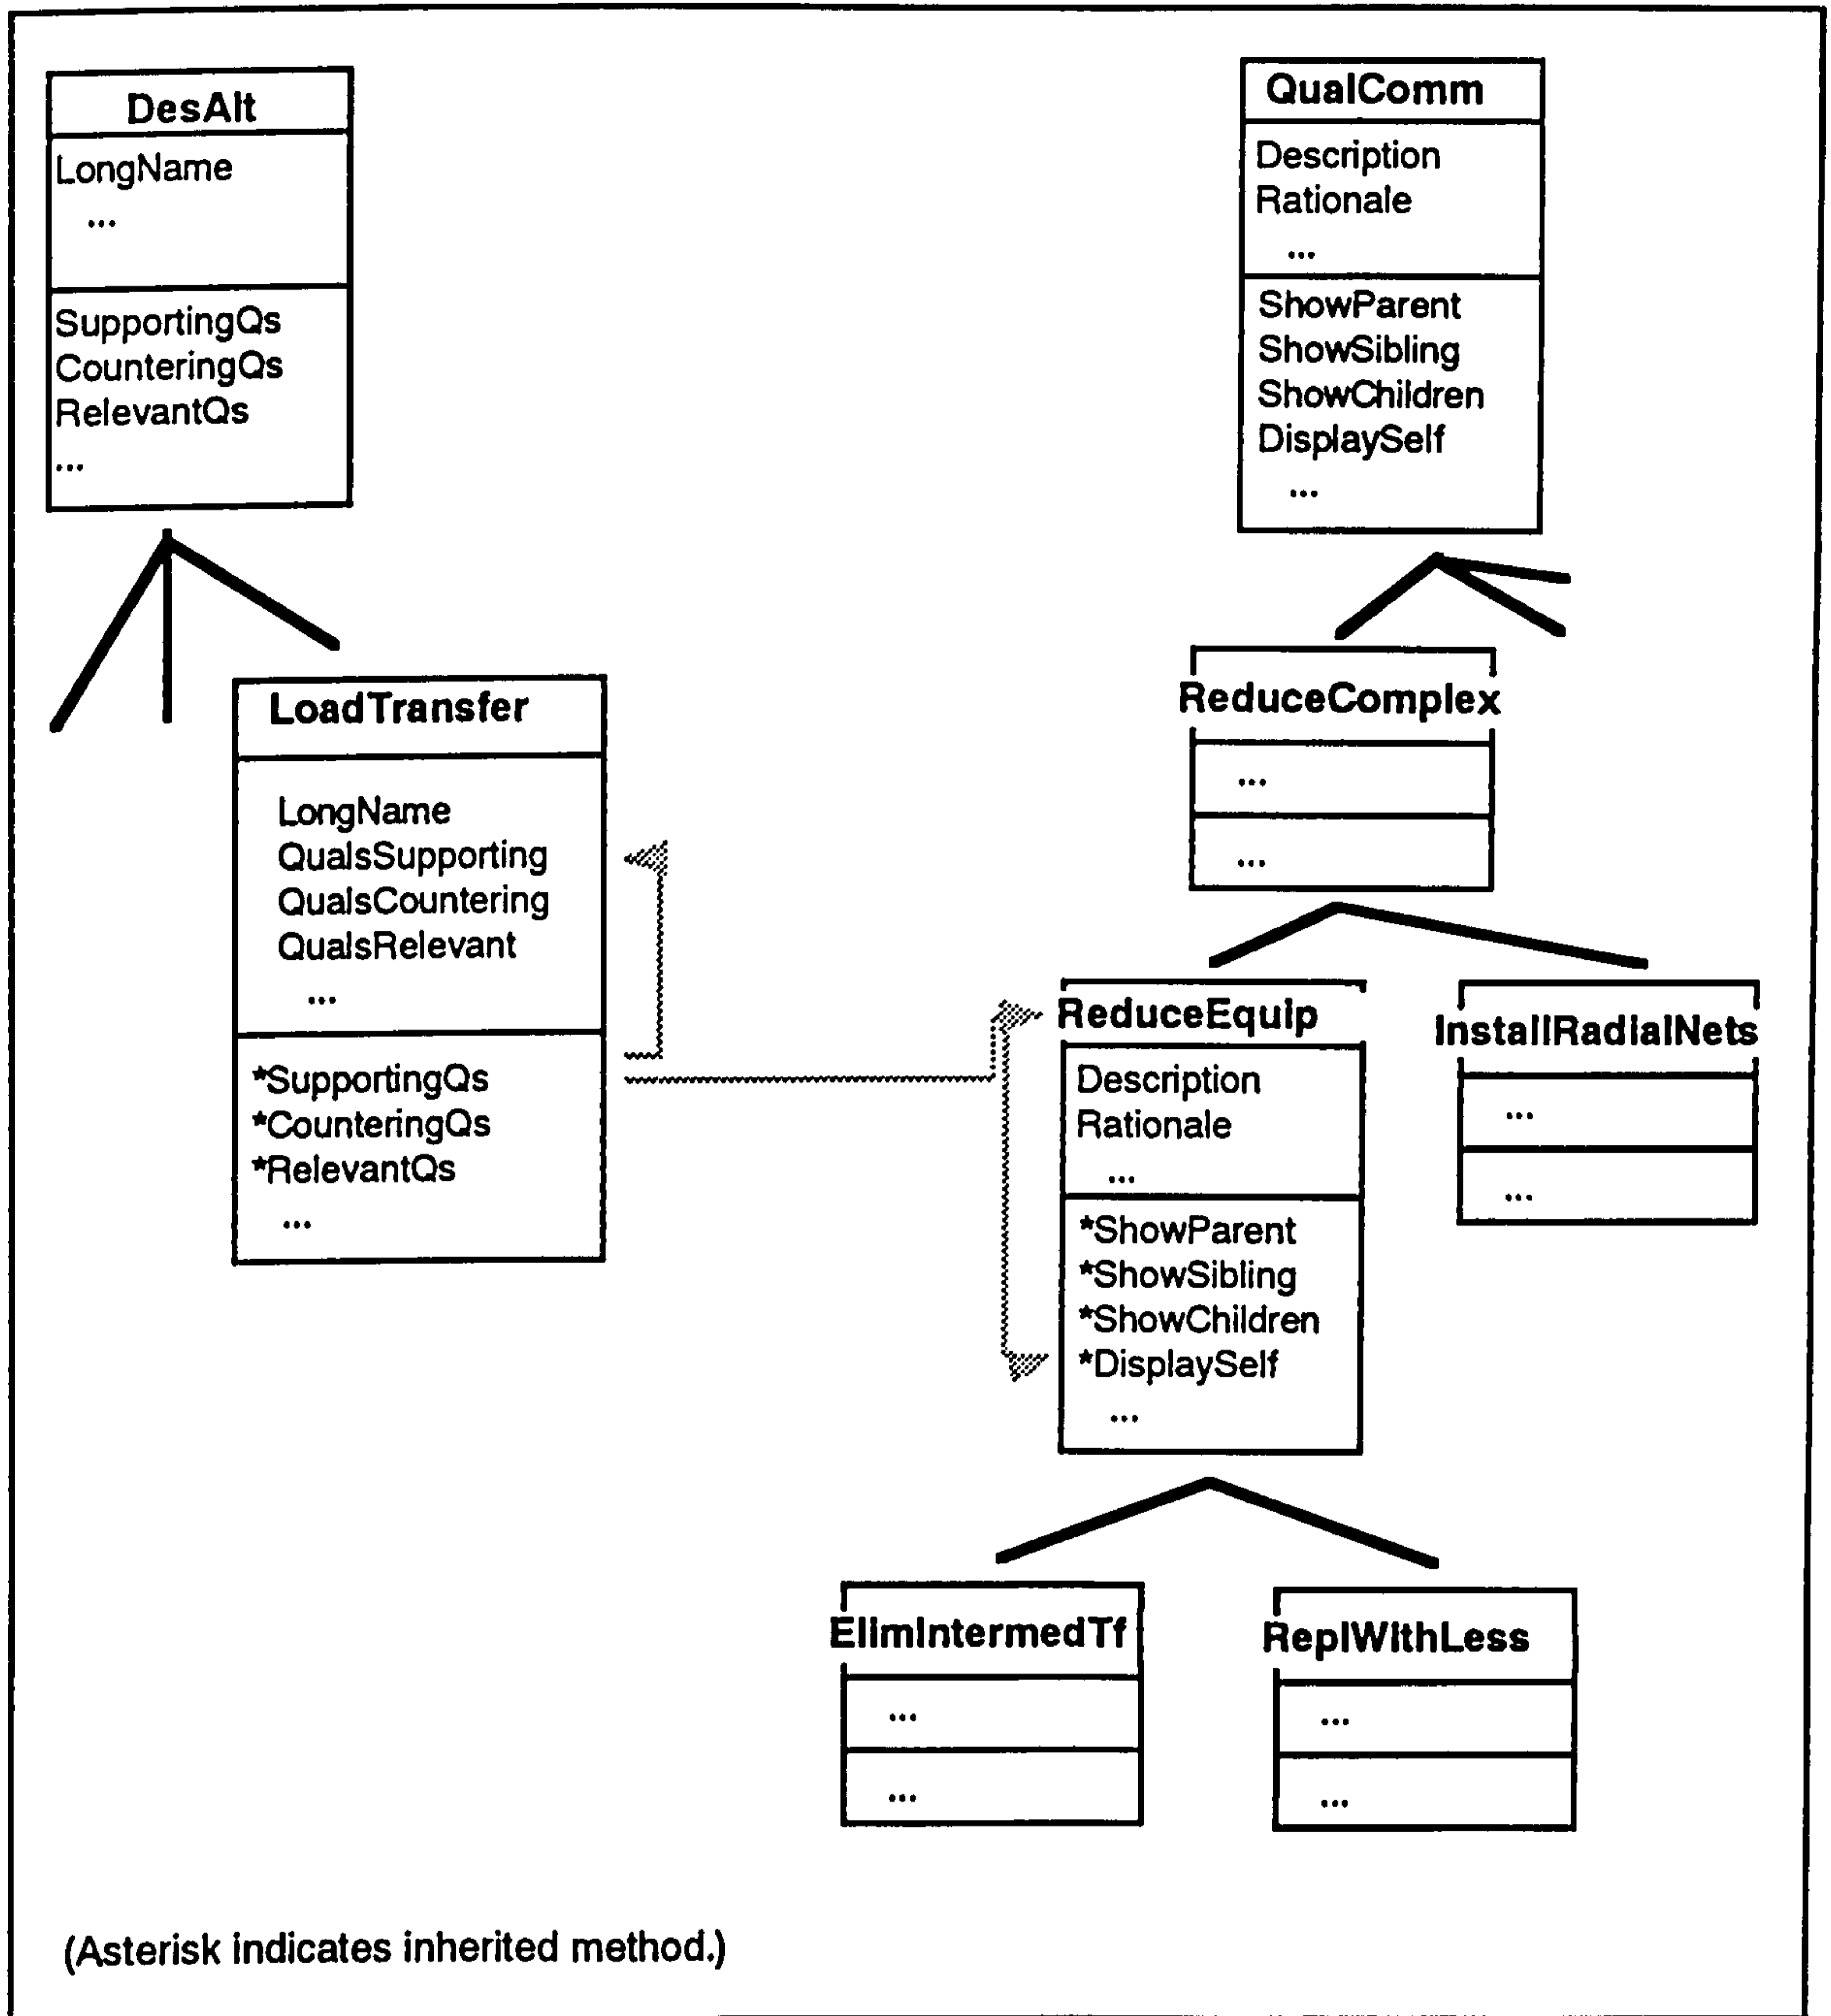 DesAlt
LongName
...
SupportingQs
CounteringQs
RelevantQs
...
QualComm
Description
Rationale
...
ShowParent
ShowSibling
ShowChildren
DisplaySelf
...
LoadTransfer
LongName
QualsSupporting
QualsCountering
QualsRelevant
...
*SupportingQs
*CounteringQs
*RelevantQs
...
ReduceComplex
...
...
ReduceEquip
Description
Rationale
...
*ShowParent
*ShowSibling
*ShowChildren
*DisplaySelf
...
InstallRadialNets
...
...
ElimIntermedTf
...
...
ReplWithLess
...
...
(Asterisk indicates inherited method.)